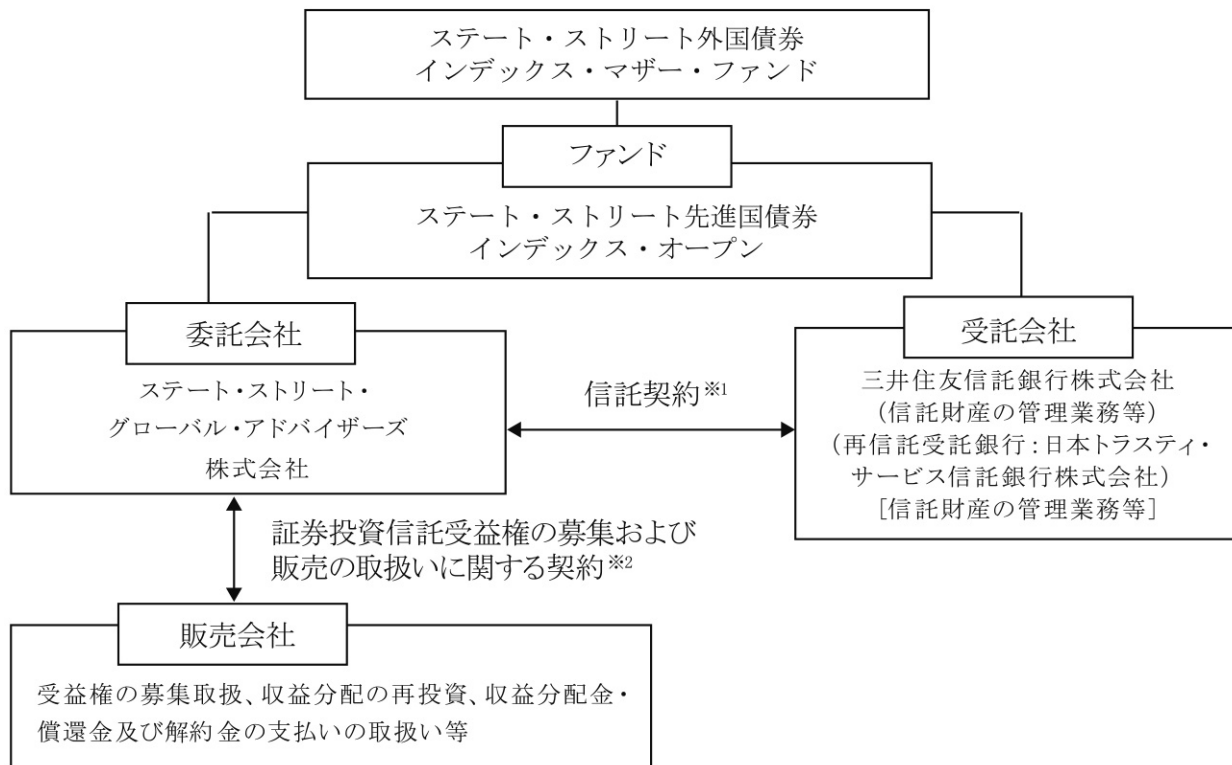 ステート・ストリート外国債券
インデックス・マザー・ファンド
ファンド
ステート・ストリート先進国債券
インデックス・オープン
委託会社
ステート・ストリート・
グローバル・アドバイザーズ
株式会社
信託契約※1
受託会社
三井住友信託銀行株式会社
(信託財産の管理業務等)
(再信託受託銀行:日本トラスティ・
サービス信託銀行株式会社)
[信託財産の管理業務等]
証券投資信託受益権の募集および
販売の取扱いに関する契約※2
販売会社
受益権の募集取扱、収益分配の再投資、収益分配金・
償還金及び解約金の支払いの取扱い等